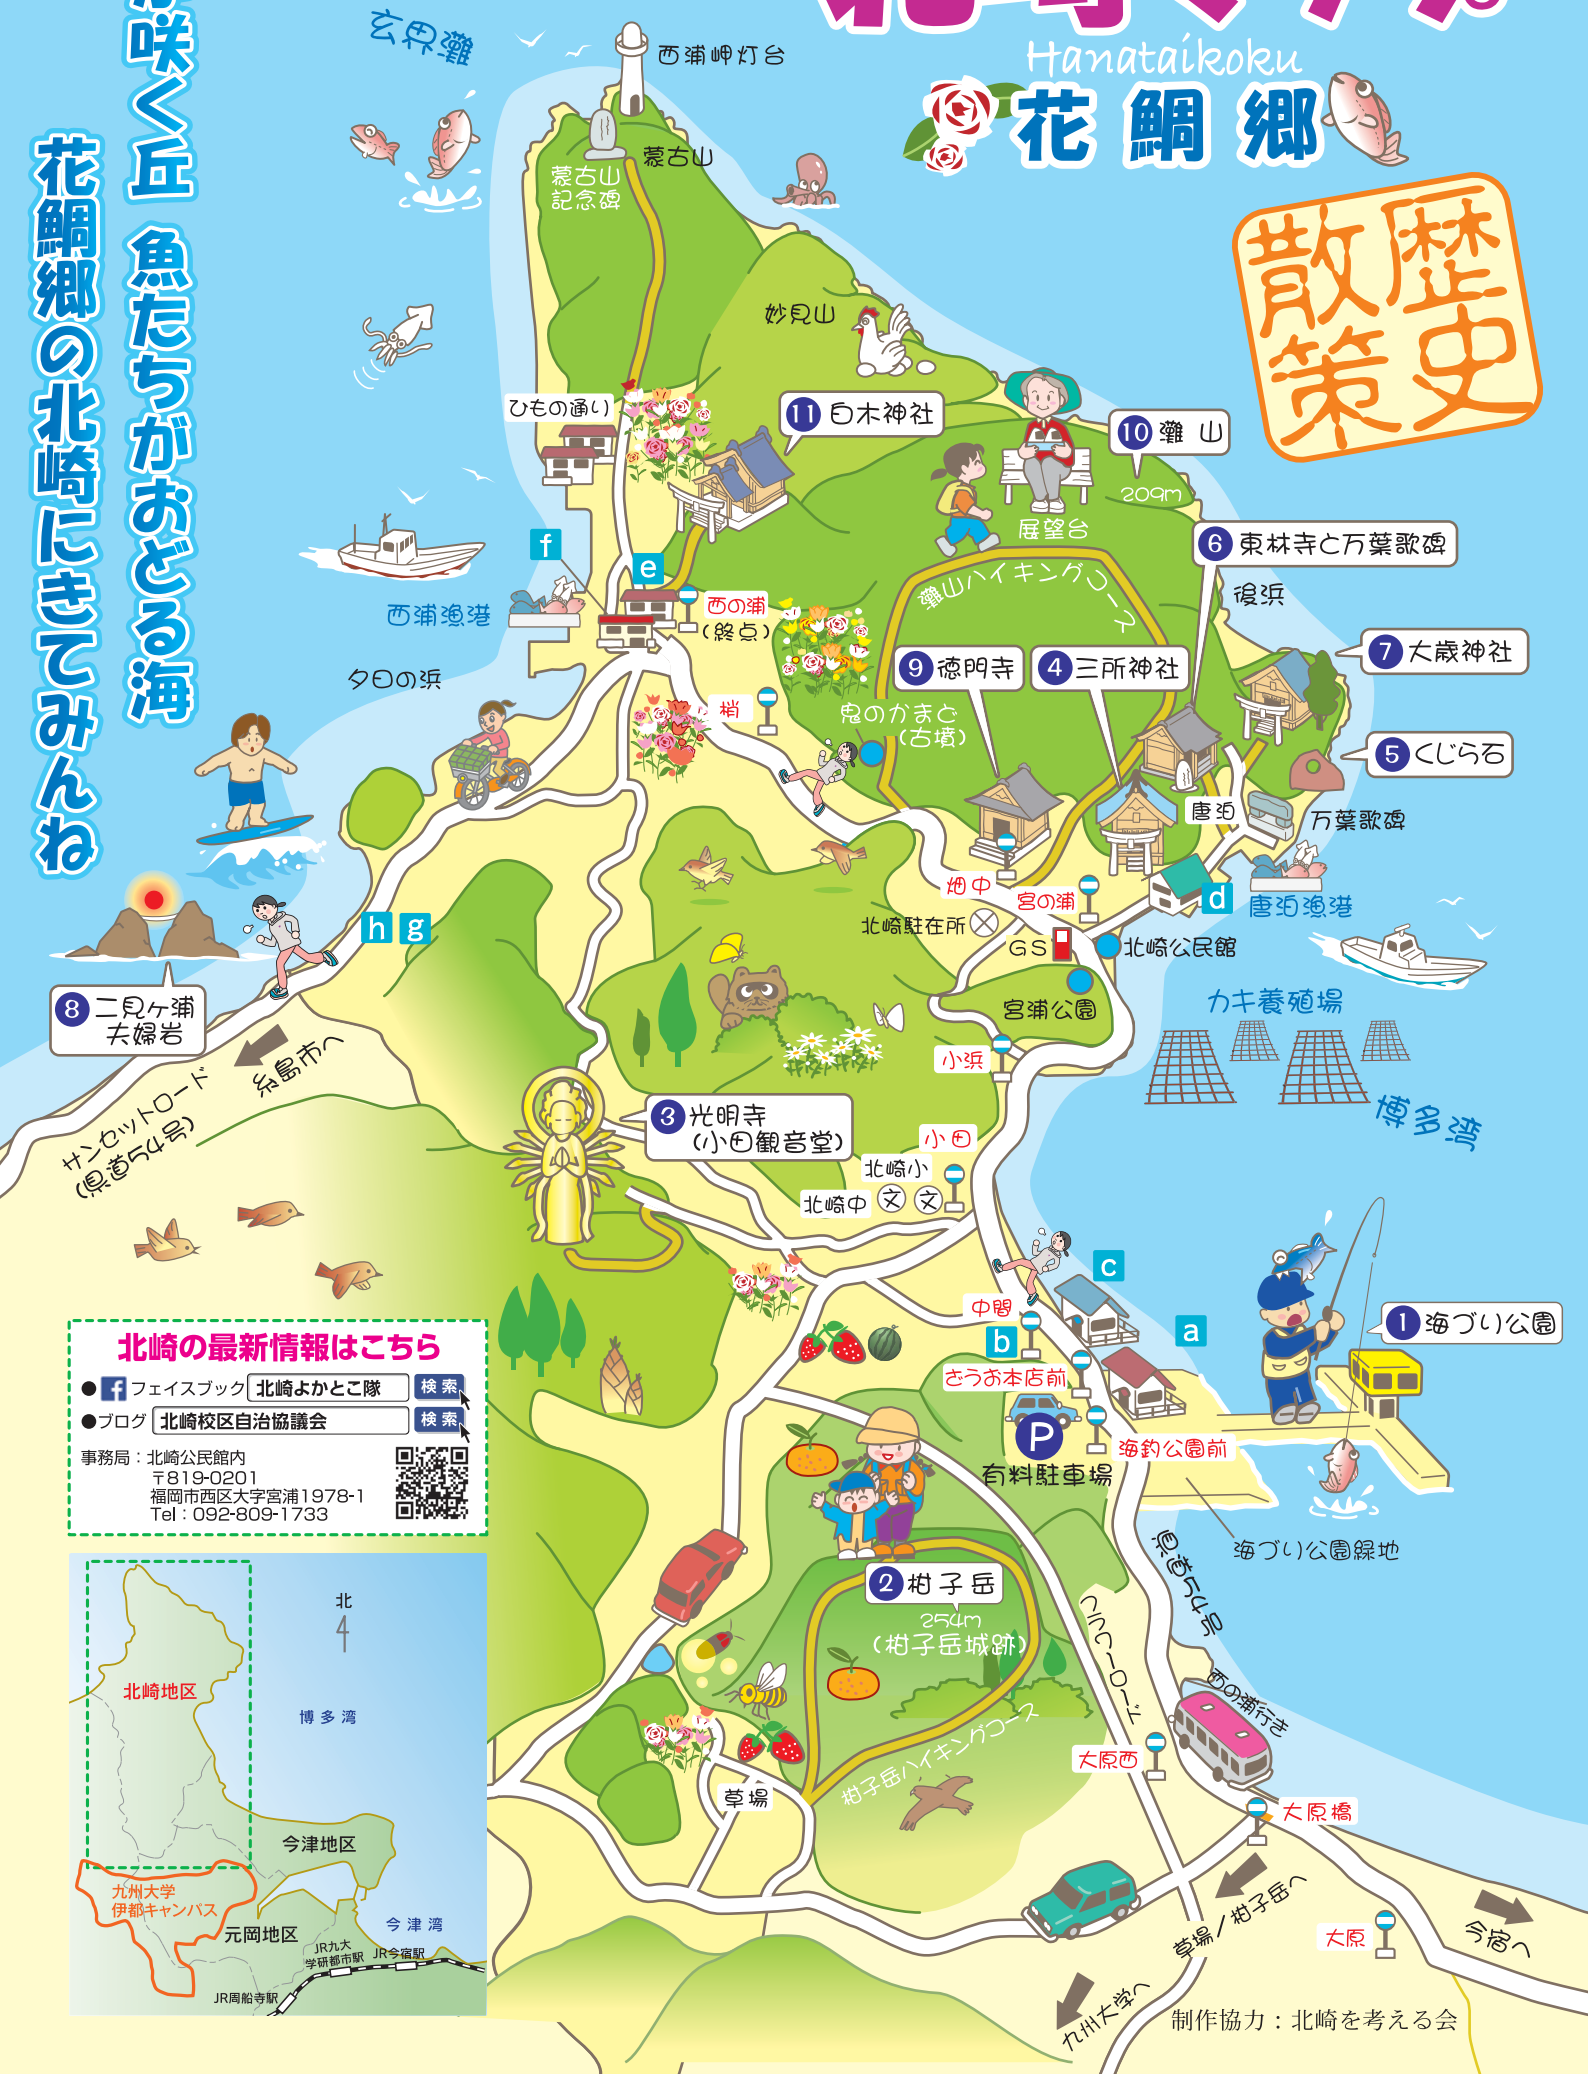 Hanataikoku
花鯛郷
歴史
散策
咲く丘 魚たちがおどる海
花鯛郷の北崎にきてみんね
玄界灘
西浦岬灯台
蒙古山
蒙古山
記念碑
妙見山
ひもの通り
11 白木神社
10 灘山
209m
展望台
灘山ハイキングコース
6 東林寺と万葉歌碑
後浜
f
e
西浦漁港
西の浦
(終点)
夕日の浜
9 徳門寺
4 三所神社
7 大歳神社
梢
鬼のかまど
(古墳)
5 くじら石
唐泊
万葉歌碑
畑中
宮の浦
d
唐泊漁港
北崎駐在所
GS
北崎公民館
h g
8 二見ヶ浦
夫婦岩
宮浦公園
カキ養殖場
小浜
博多湾
糸島市へ
サンセットロード
(県道54号)
3 光明寺
(小田観音堂)
小田
北崎小
北崎中
文 文
c
中間
a
b
1 海づり公園
ざうお本店前
P
有料駐車場
海釣公園前
海づり公園緑地
県道54号
2 柑子岳
254m
(柑子岳城跡)
フラワーロード
柑子岳ハイキングコース
西の浦行き
大原西
草場
大原橋
草場/柑子岳へ
大原
今宿へ
九州大学へ
制作協力：北崎を考える会
北崎の最新情報はこちら
●フェイスブック 北崎よかとこ隊 検索
●ブログ 北崎校区自治協議会 検索
事務局：北崎公民館内
〒819-0201
福岡市西区大字宮浦1978-1
Tel：092-809-1733
北
北崎地区
博多湾
今津地区
九州大学
伊都キャンパス
元岡地区
今津湾
JR九大
学研都市駅
JR今宿駅
JR周船寺駅